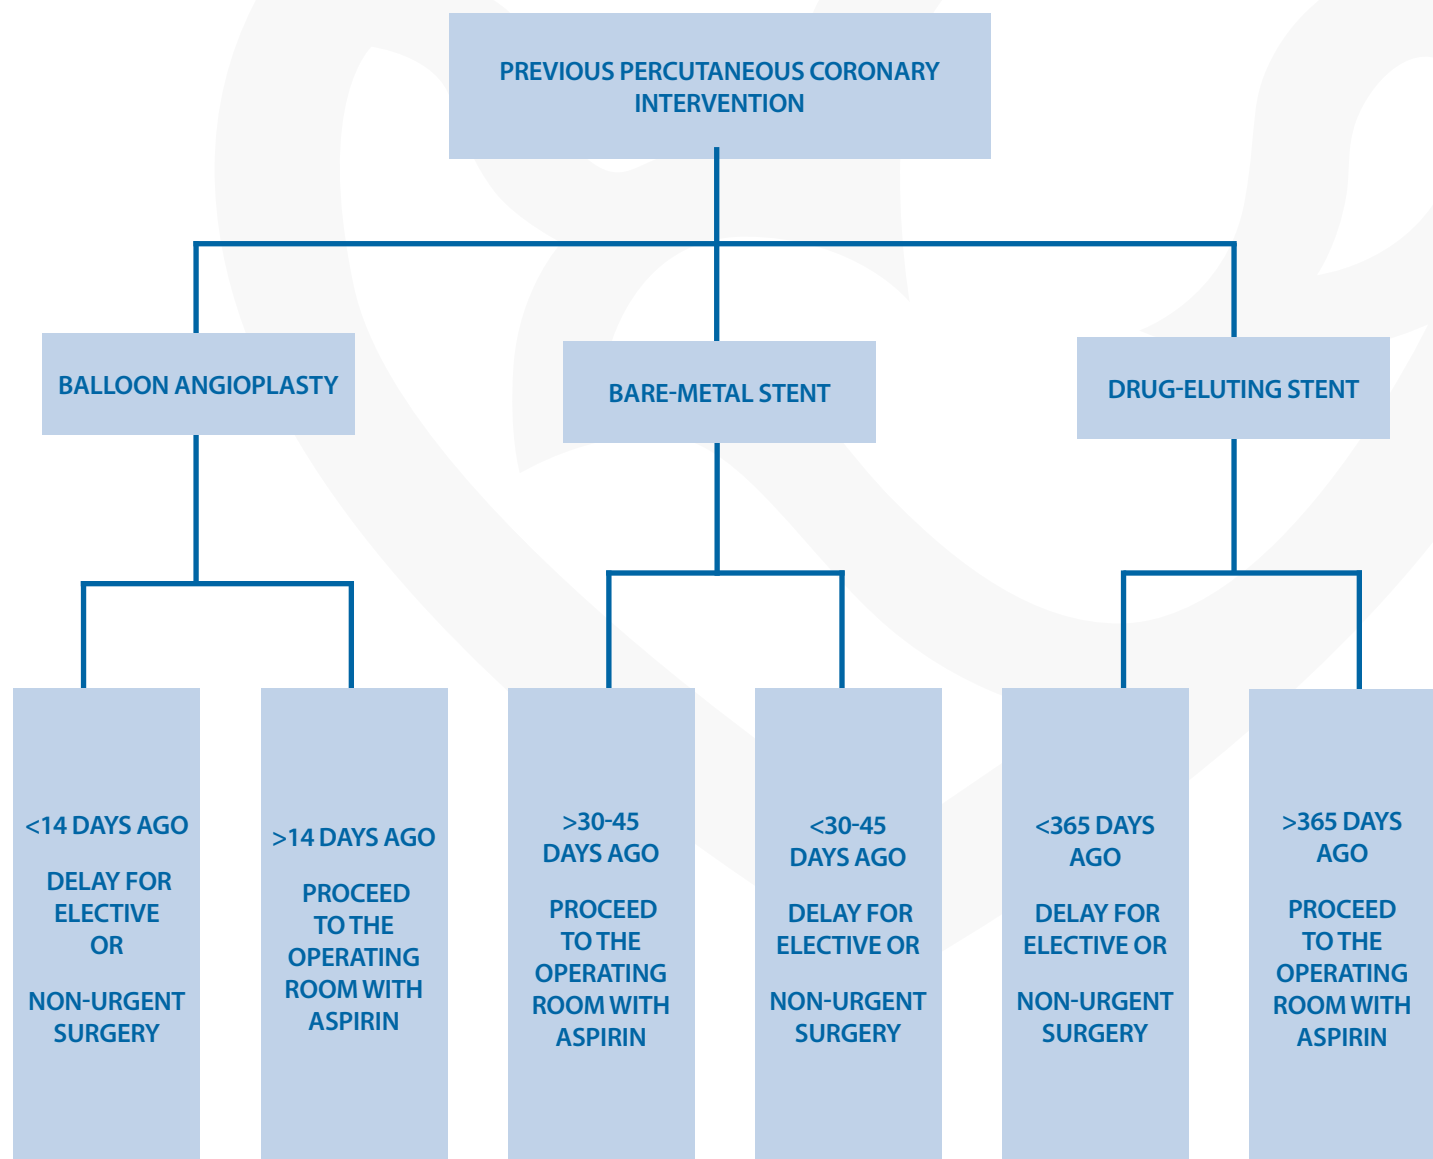 PREVIOUS PERCUTANEOUS CORONARY
INTERVENTION
BALLOON ANGIOPLASTY
BARE-METAL STENT
DRUG-ELUTING STENT
<14 DAYS AGO
DELAY FOR
ELECTIVE
OR
NON-URGENT
SURGERY
>14 DAYS AGO
PROCEED
TO THE
OPERATING
ROOM WITH
ASPIRIN
>30-45
DAYS AGO
PROCEED
TO THE
OPERATING
ROOM WITH
ASPIRIN
<30-45
DAYS AGO
DELAY FOR
ELECTIVE OR
NON-URGENT
SURGERY
<365 DAYS
AGO
DELAY FOR
ELECTIVE OR
NON-URGENT
SURGERY
>365 DAYS
AGO
PROCEED
TO THE
OPERATING
ROOM WITH
ASPIRIN